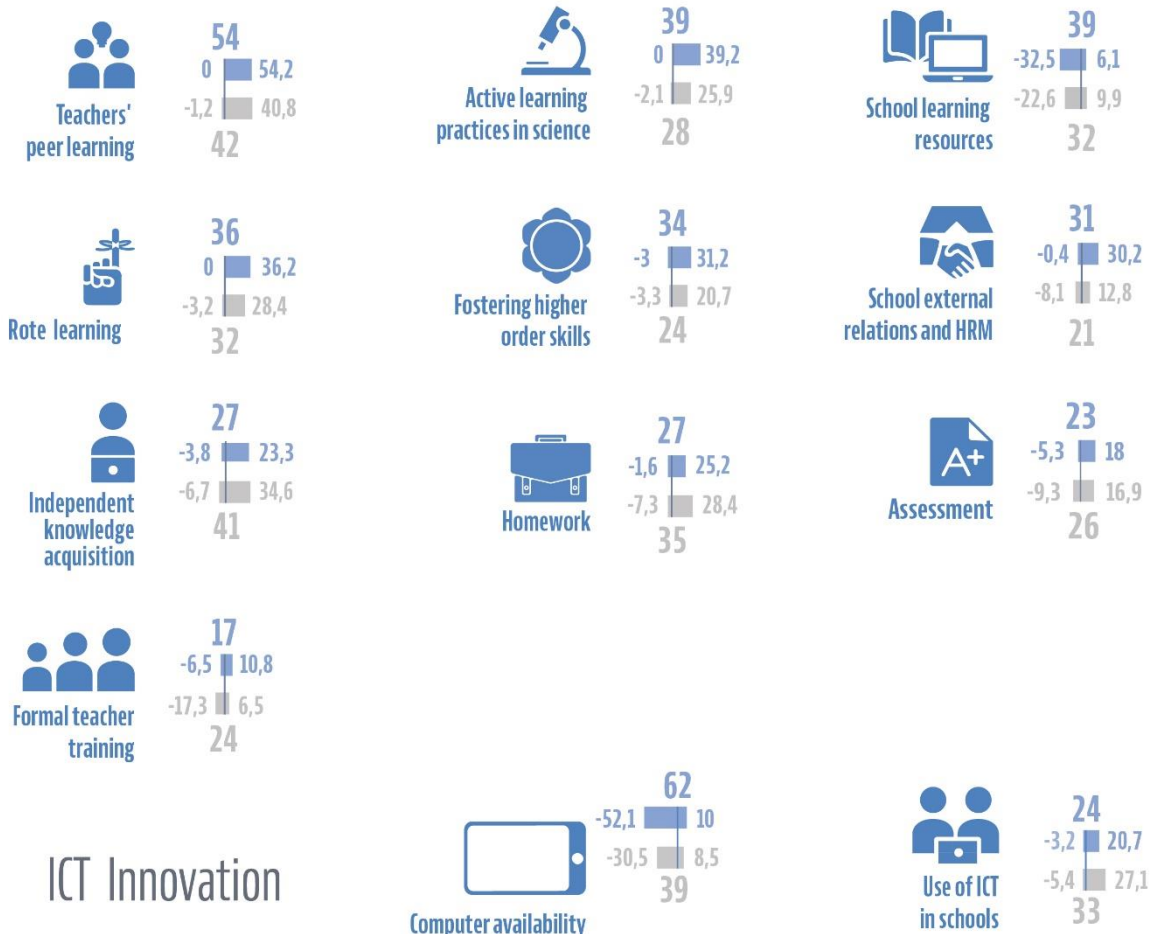 54
0 54,2
-1,2 40,8
42
Teachers'
peer learning
39
0 39,2
-2,1 25,9
28
Active learning
practices in science
39
-32,5 6,1
-22,6 9,9
32
School learning
resources
36
0 36,2
-3,2 28,4
32
Rote learning
34
-3 31,2
-3,3 20,7
24
Fostering higher
order skills
31
-0,4 30,2
-8,1 12,8
21
School external
relations and HRM
27
-3,8 23,3
-6,7 34,6
41
Independent
knowledge
acquisition
27
-1,6 25,2
-7,3 28,4
35
Homework
A+
23
-5,3 18
-9,3 16,9
26
Assessment
17
-6,5 10,8
-17,3 6,5
24
Formal teacher
training
ICT Innovation
62
-52,1 10
-30,5 8,5
39
Computer availability
24
-3,2 20,7
-5,4 27,1
33
Use of ICT
in schools